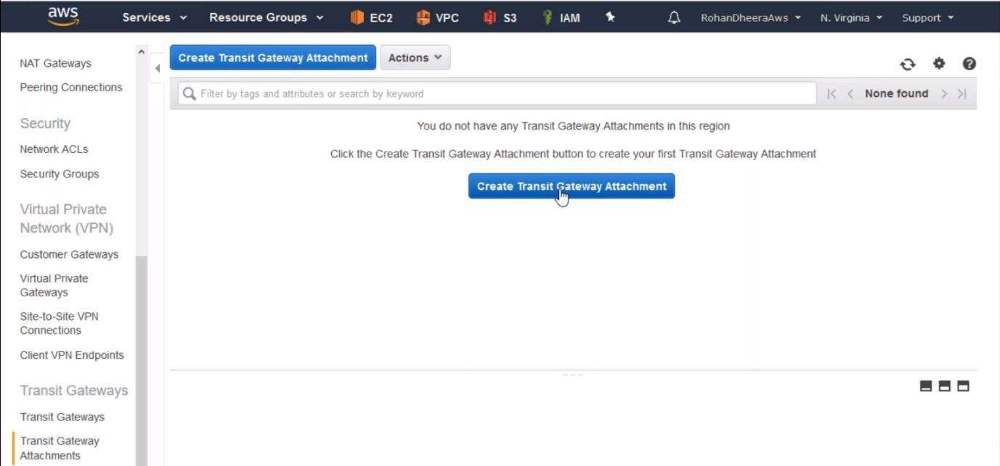 aws Services Resource Groups EC2 VPC S3 IAM RohanDheeraAws N. Virginia Support
NAT Gateways
Peering Connections
Security
Network ACLs
Security Groups
Virtual Private
Network (VPN)
Customer Gateways
Virtual Private
Gateways
Site-to-Site VPN
Connections
Client VPN Endpoints
Transit Gateways
Transit Gateways
Transit Gateway
Attachments
Create Transit Gateway Attachment Actions
Filter by tags and attributes or search by keyword None found
You do not have any Transit Gateway Attachments in this region
Click the Create Transit Gateway Attachment button to create your first Transit Gateway Attachment
Create Transit Gateway Attachment